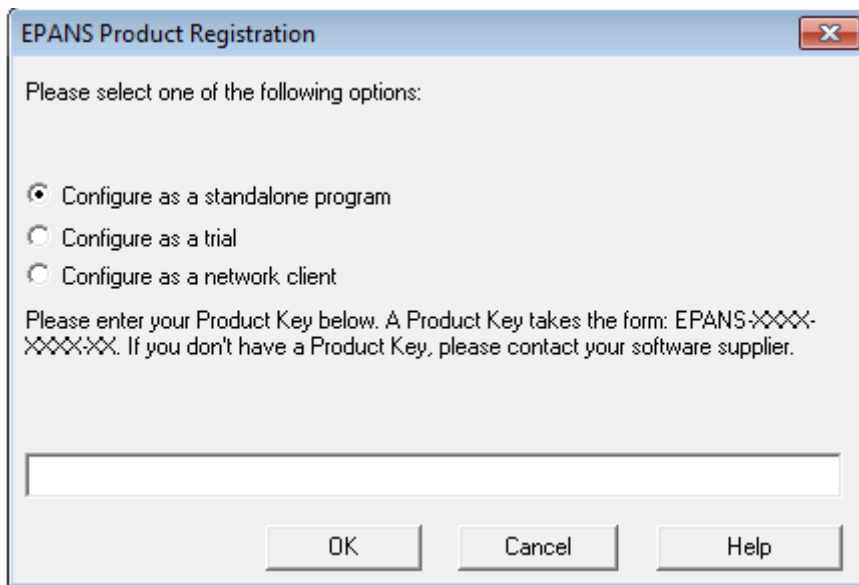 EPANS Product Registration
Please select one of the following options:
Configure as a standalone program
Configure as a trial
Configure as a network client
Please enter your Product Key below. A Product Key takes the form: EPANS-XXXX-
XXXX-XX. If you don't have a Product Key, please contact your software supplier.
OK Cancel Help